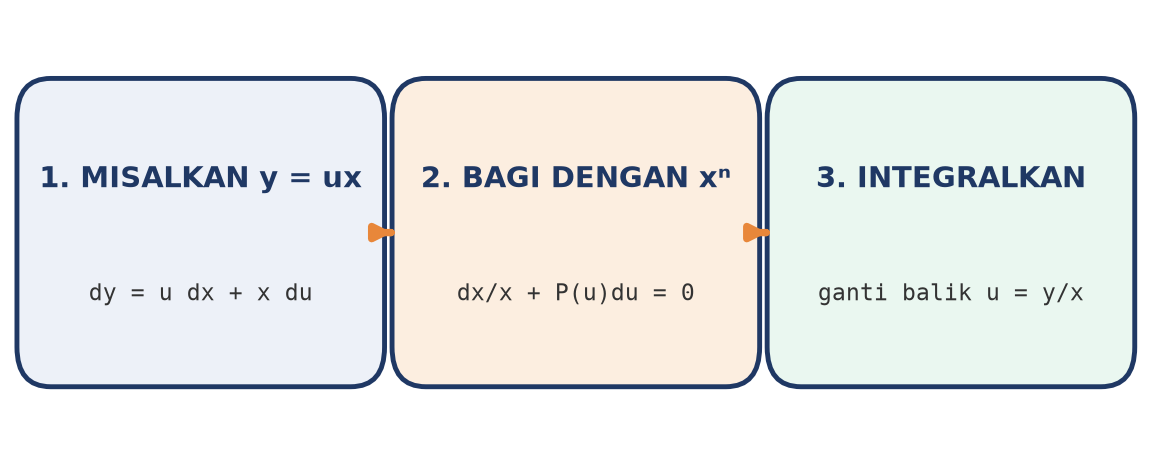 1. MISALKAN y = ux
dy = u dx + x du
2. BAGI DENGAN xⁿ
dx/x + P(u)du = 0
3. INTEGRALKAN
ganti balik u = y/x